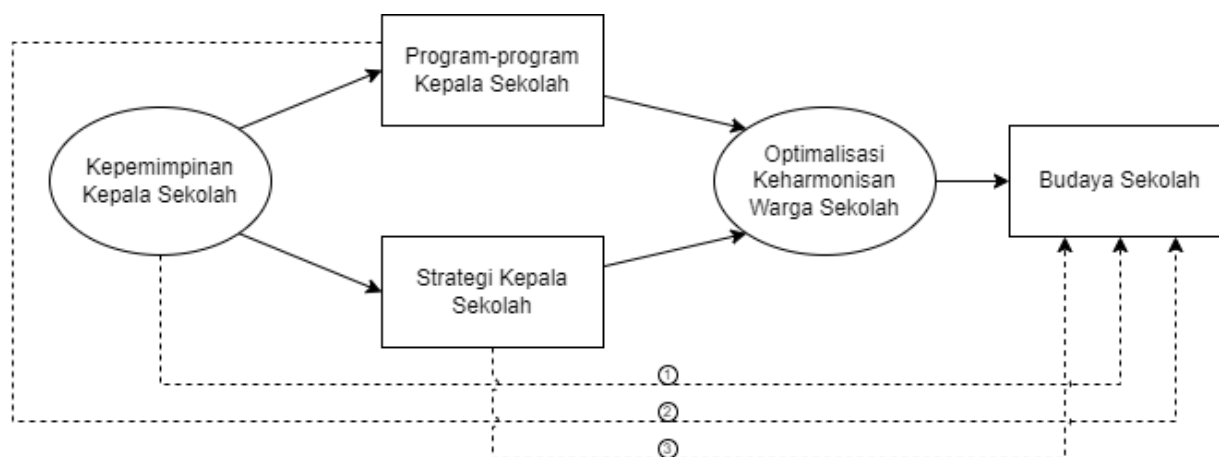 Program-program
Kepala Sekolah
Kepemimpinan
Kepala Sekolah
Optimalisasi
Keharmonisan
Warga Sekolah
Budaya Sekolah
Strategi Kepala
Sekolah
1
2
3